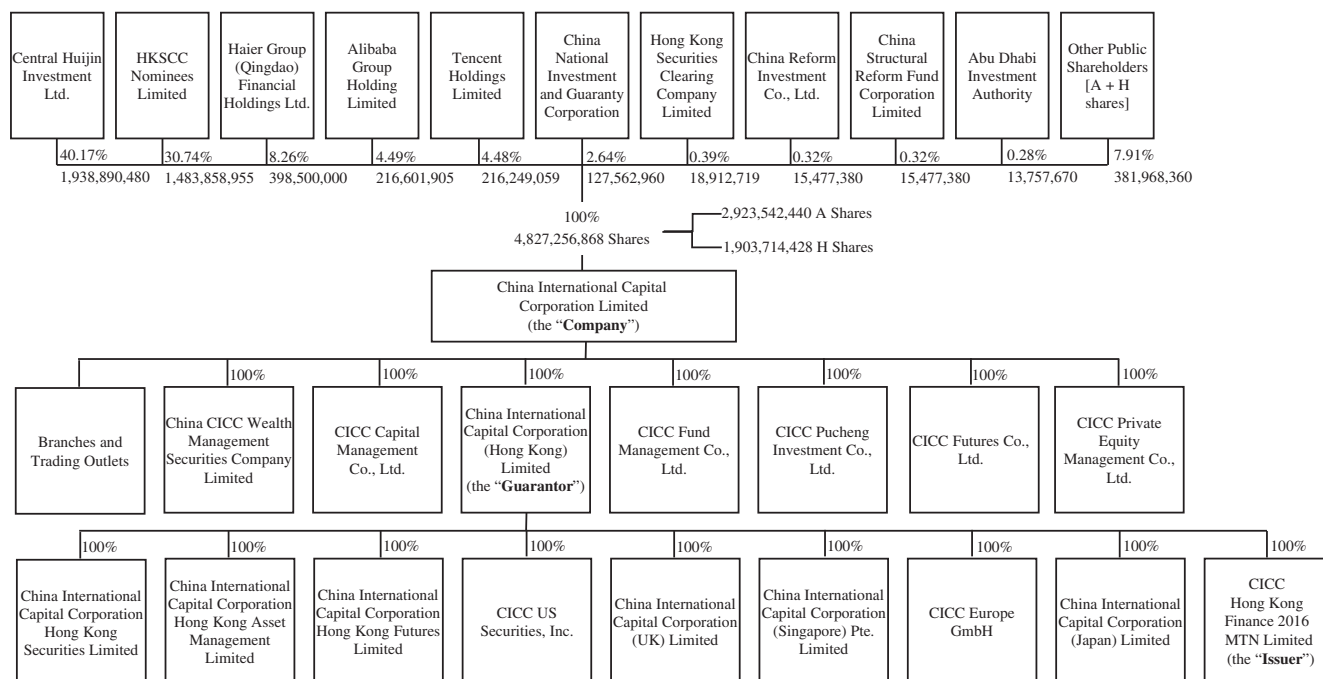 Central Huijin
Investment
Ltd.
HKSCC
Nominees
Limited
Haier Group
(Qingdao)
Financial
Holdings Ltd.
Alibaba
Group
Holding
Limited
Tencent
Holdings
Limited
China
National
Investment
and Guaranty
Corporation
Hong Kong
Securities
Clearing
Company
Limited
China Reform
Investment
Co., Ltd.
China
Structural
Reform Fund
Corporation
Limited
Abu Dhabi
Investment
Authority
Other Public
Shareholders
[A + H
shares]
40.17%
30.74%
8.26%
4.49%
4.48%
2.64%
0.39%
0.32%
0.32%
0.28%
7.91%
1,938,890,480
1,483,858,955
398,500,000
216,601,905
216,249,059
127,562,960
18,912,719
15,477,380
15,477,380
13,757,670
381,968,360
100%
4,827,256,868 Shares
2,923,542,440 A Shares
1,903,714,428 H Shares
China International Capital
Corporation Limited
(the “Company”)
100%
100%
100%
100%
100%
100%
100%
Branches and
Trading Outlets
China CICC Wealth
Management
Securities Company
Limited
CICC Capital
Management
Co., Ltd.
China International
Capital Corporation
(Hong Kong)
Limited
(the “Guarantor”)
CICC Fund
Management Co.,
Ltd.
CICC Pucheng
Investment Co.,
Ltd.
CICC Futures Co.,
Ltd.
CICC Private
Equity
Management Co.,
Ltd.
100%
100%
100%
100%
100%
100%
100%
100%
100%
China International
Capital Corporation
Hong Kong
Securities Limited
China International
Capital Corporation
Hong Kong Asset
Management
Limited
China International
Capital Corporation
Hong Kong Futures
Limited
CICC US
Securities, Inc.
China International
Capital Corporation
(UK) Limited
China International
Capital Corporation
(Singapore) Pte.
Limited
CICC Europe
GmbH
China International
Capital Corporation
(Japan) Limited
CICC
Hong Kong
Finance 2016
MTN Limited
(the “Issuer”)